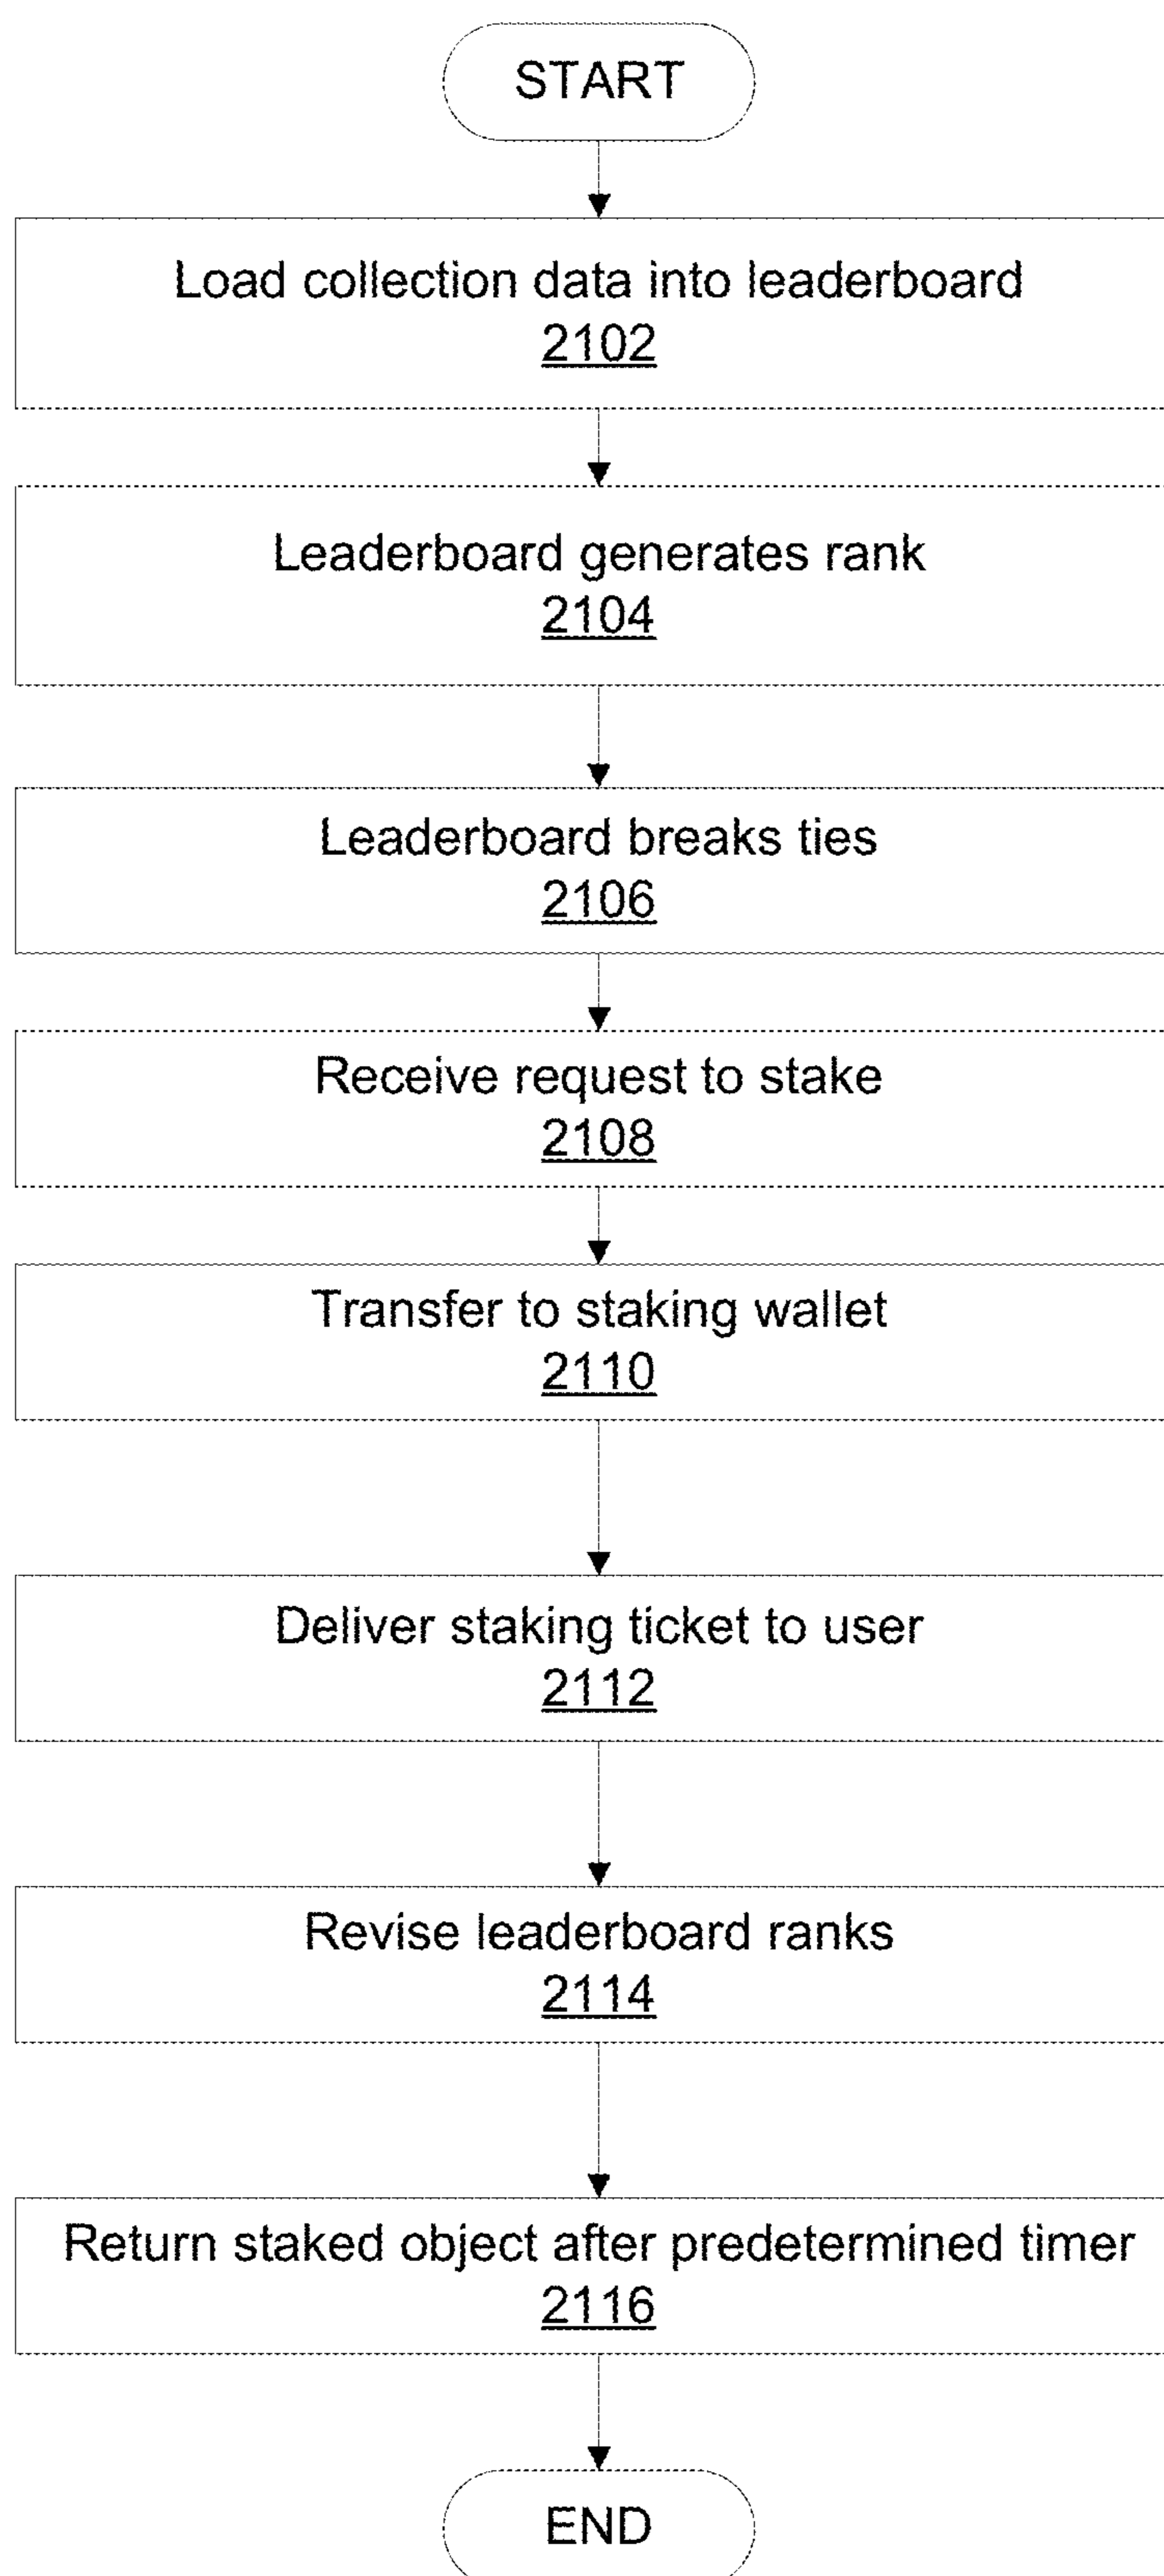 START
Load collection data into leaderboard
2102
Leaderboard generates rank
2104
Leaderboard breaks ties
2106
Receive request to stake
2108
Transfer to staking wallet
2110
Deliver staking ticket to user
2112
Revise leaderboard ranks
2114
Return staked object after predetermined timer
2116
END